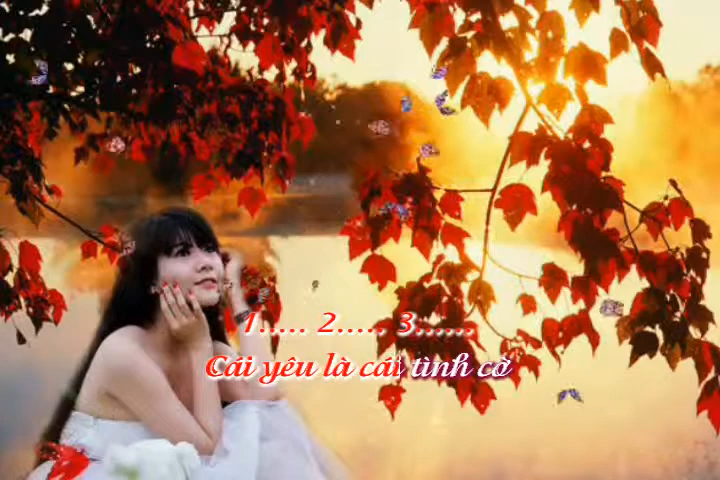 1..... 2..... 3......
Cái yêu là cái tình cờ